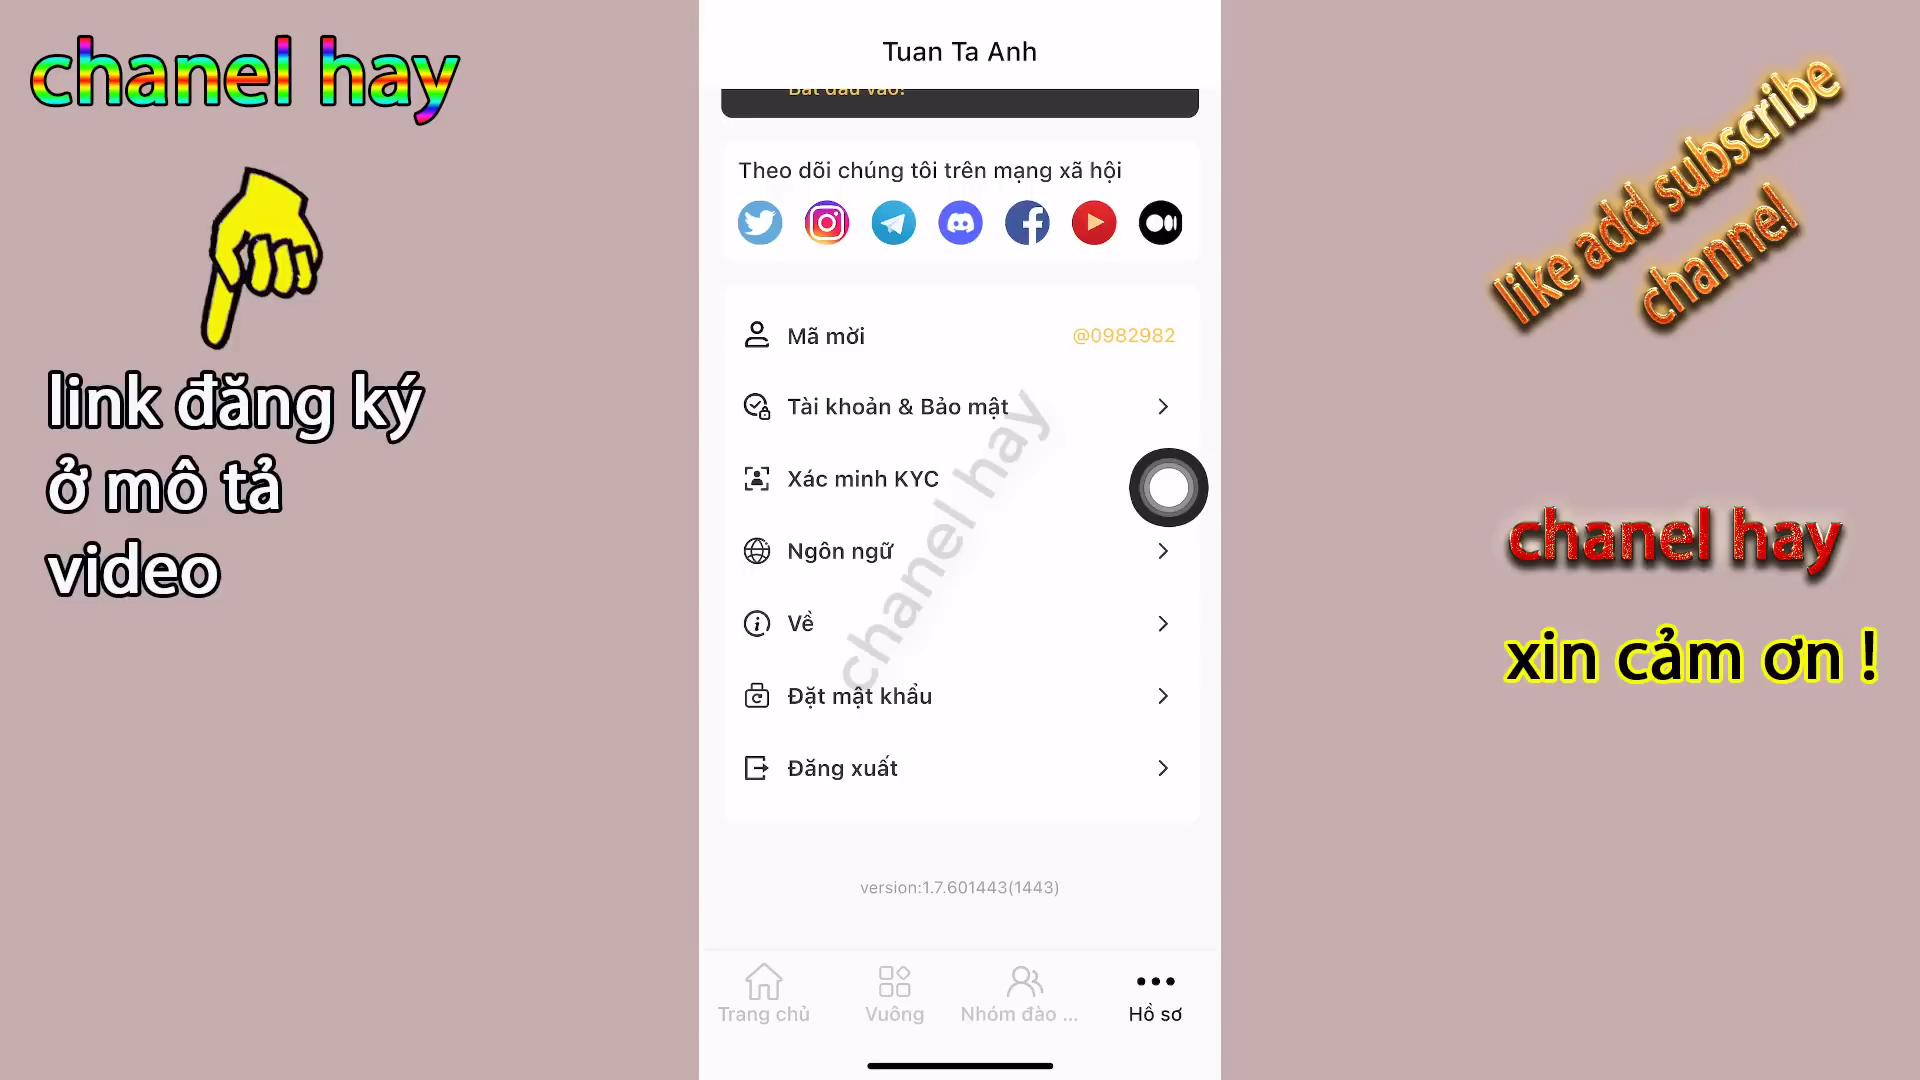 chanel hay
link đăng ký
ở mô tả
video
Tuan Ta Anh
Bắt đầu vào!
Theo dõi chúng tôi trên mạng xã hội
Mã mời @0982982
Tài khoản & Bảo mật
Xác minh KYC
Ngôn ngữ
Về
Đặt mật khẩu
Đăng xuất
chanel hay
version:1.7.601443(1443)
Trang chủ
Vuông
Nhóm đào ...
Hồ sơ
like add subscribe
channel
chanel hay
xin cảm ơn !